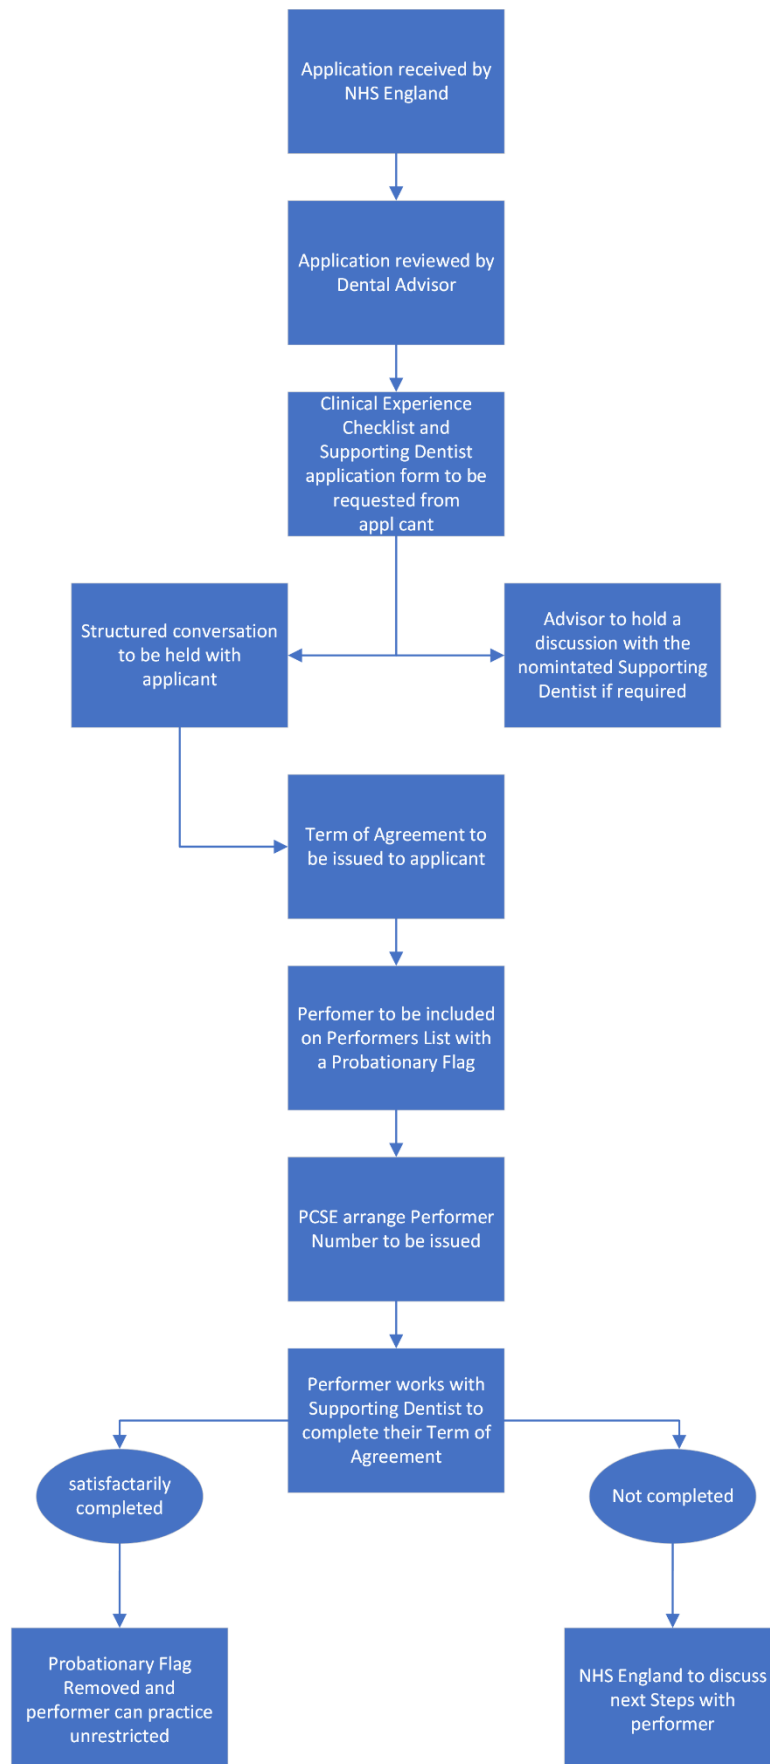 Application received by
NHS England
Application reviewed by
Dental Advisor
Clinical Experience
Checklist and
Supporting Dentist
application form to be
requested from
appl cant
Structured conversation
to be held with
applicant
Advisor to hold a
discussion with the
nomintated Supporting
Dentist if required
Term of Agreement to
be issued to applicant
Perfomer to be included
on Performers List with
a Probationary Flag
PCSE arrange Performer
Number to be issued
Performer works with
Supporting Dentist to
complete their Term of
Agreement
satisfactarily
completed
Not completed
Probationary Flag
Removed and
performer can practice
unrestricted
NHS England to discuss
next Steps with
performer